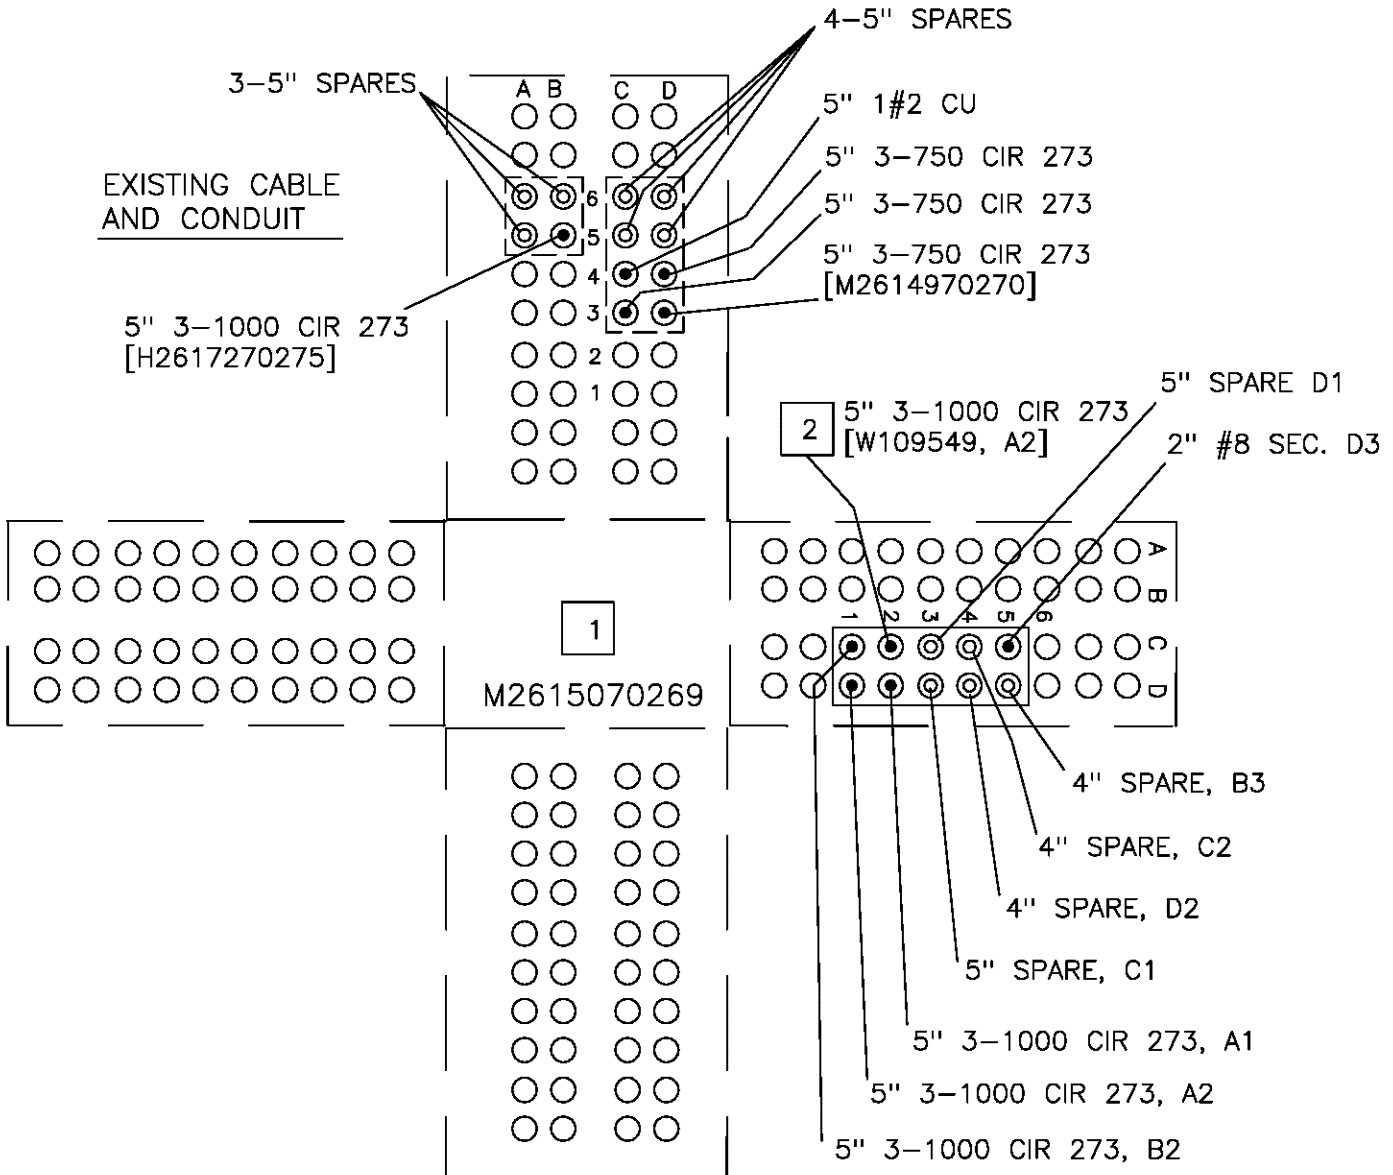 4-5" SPARES
3-5" SPARES
A B C D
5" 1#2 CU
5" 3-750 CIR 273
5" 3-750 CIR 273
5" 3-750 CIR 273
[M2614970270]
EXISTING CABLE
AND CONDUIT
6
5
4
3
2
1
5" 3-1000 CIR 273
[H2617270275]
5" SPARE D1
2
5" 3-1000 CIR 273
[W109549, A2]
2" #8 SEC. D3
A
B
1 2 3 4 5 6
C
D
1
M2615070269
4" SPARE, B3
4" SPARE, C2
4" SPARE, D2
5" SPARE, C1
5" 3-1000 CIR 273, A1
5" 3-1000 CIR 273, A2
5" 3-1000 CIR 273, B2